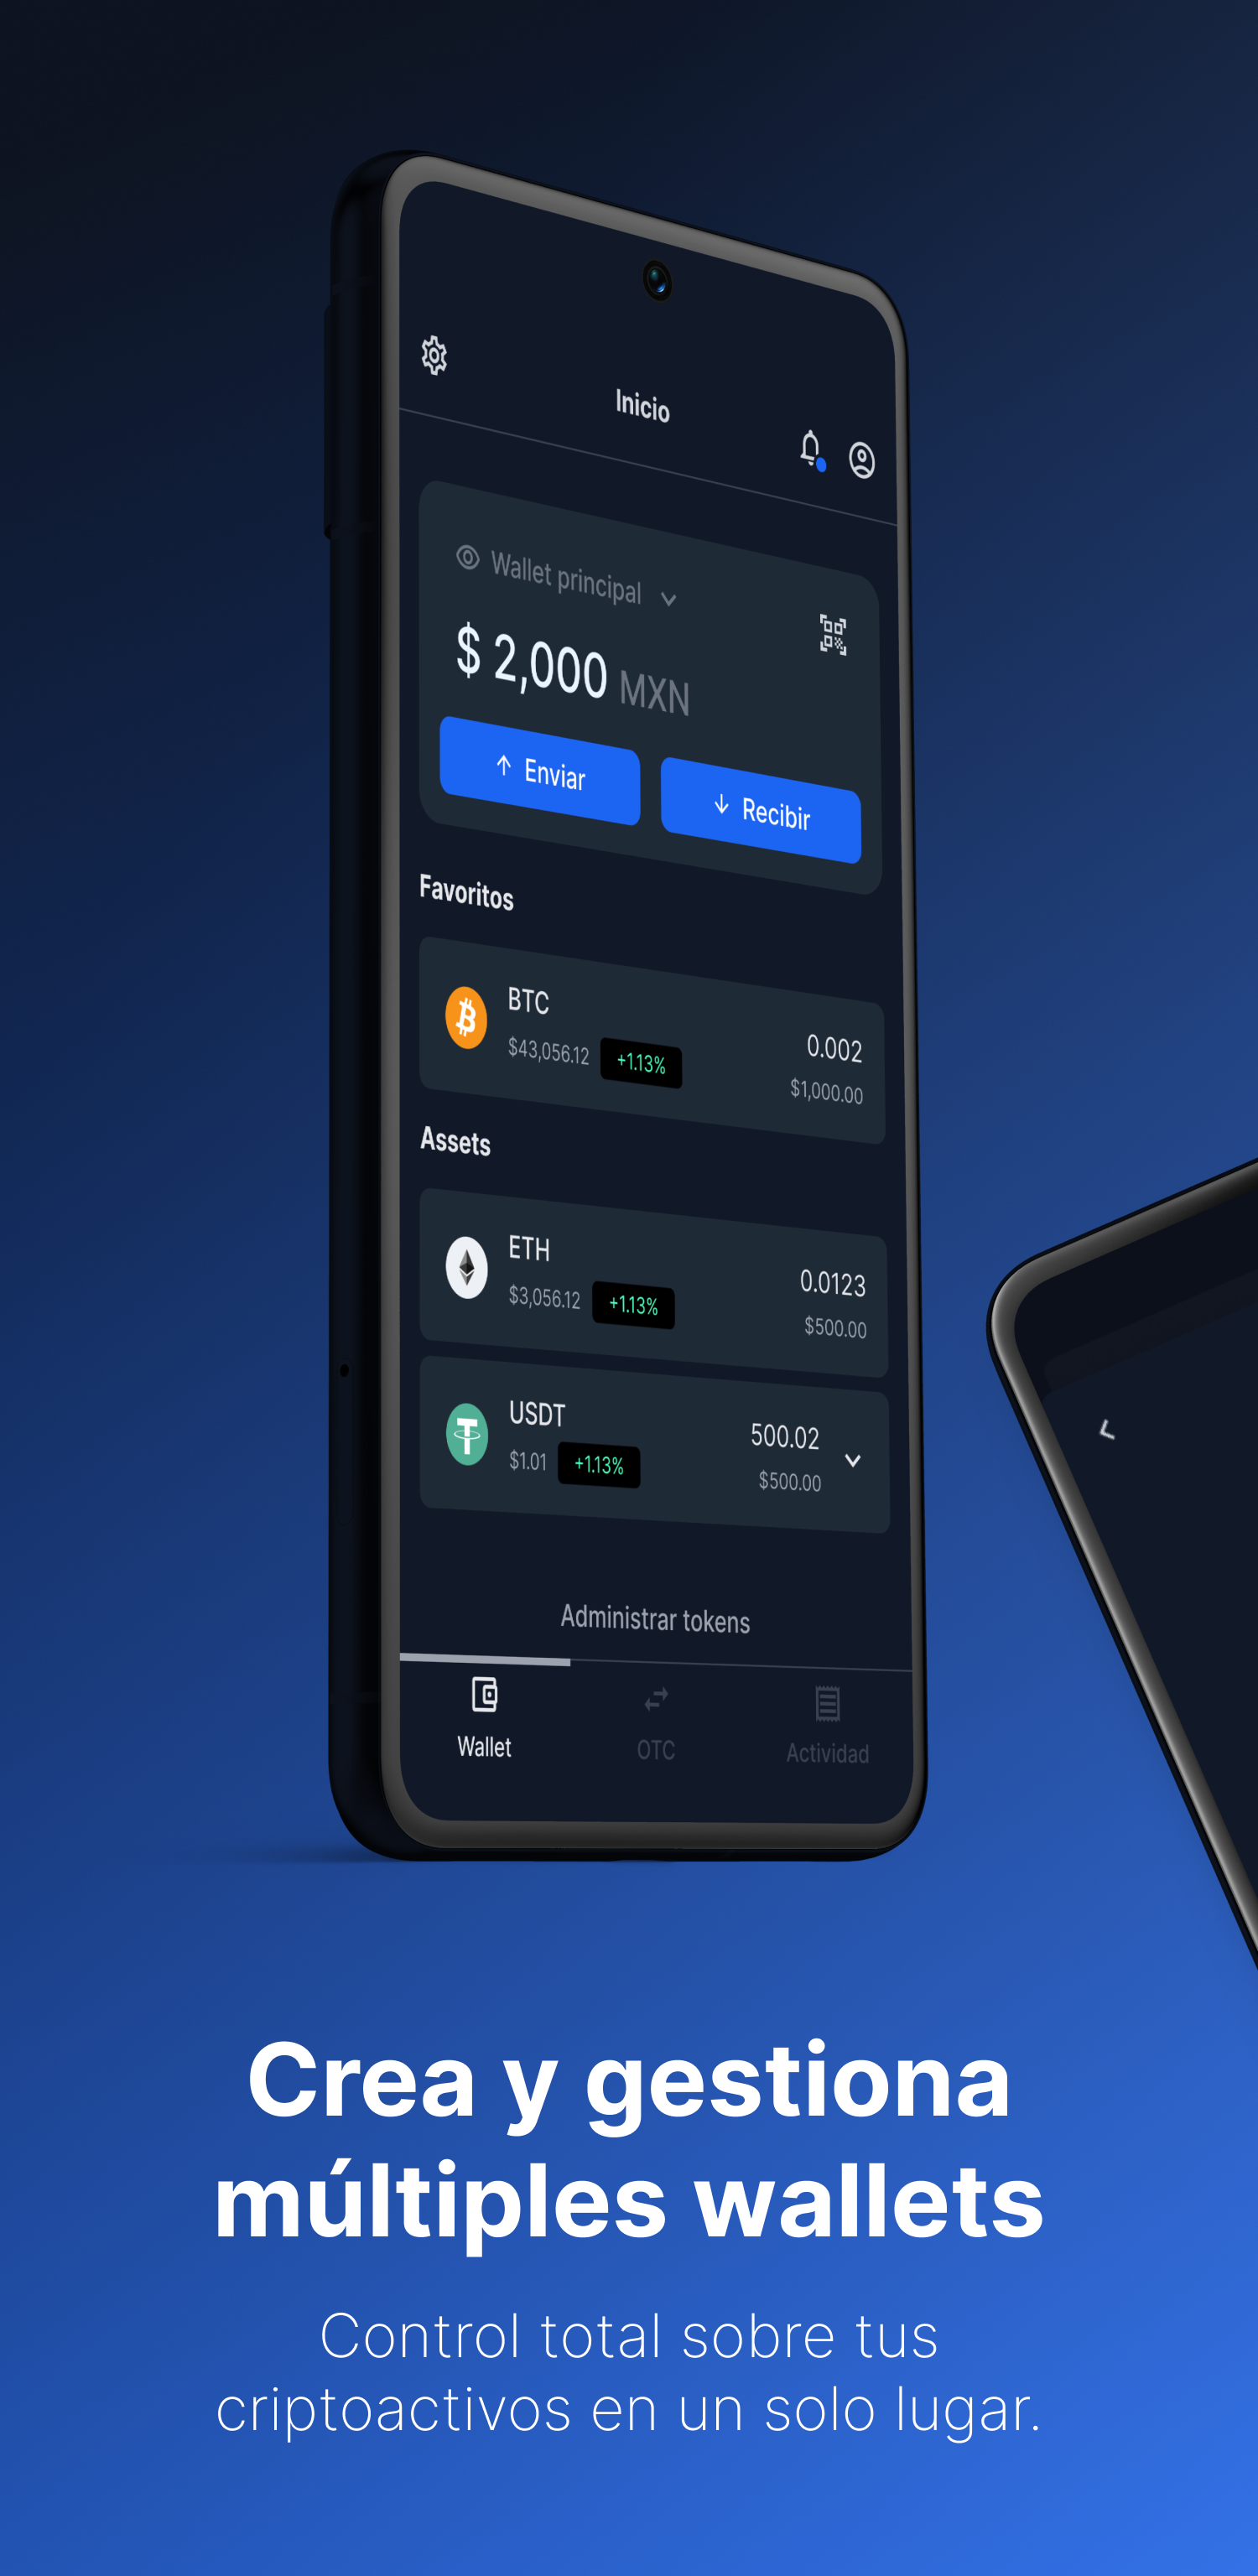 Inicio
Wallet principal
$ 2,000 MXN
↑ Enviar
↓ Recibir
Favoritos
BTC
$43,056.12 +1.13%
0.002
$1,000.00
Assets
ETH
$3,056.12 +1.13%
0.0123
$500.00
USDT
$1.01 +1.13%
500.02
$500.00
Administrar tokens
Wallet
OTC
Actividad
Crea y gestiona
múltiples wallets
Control total sobre tus
criptoactivos en un solo lugar.